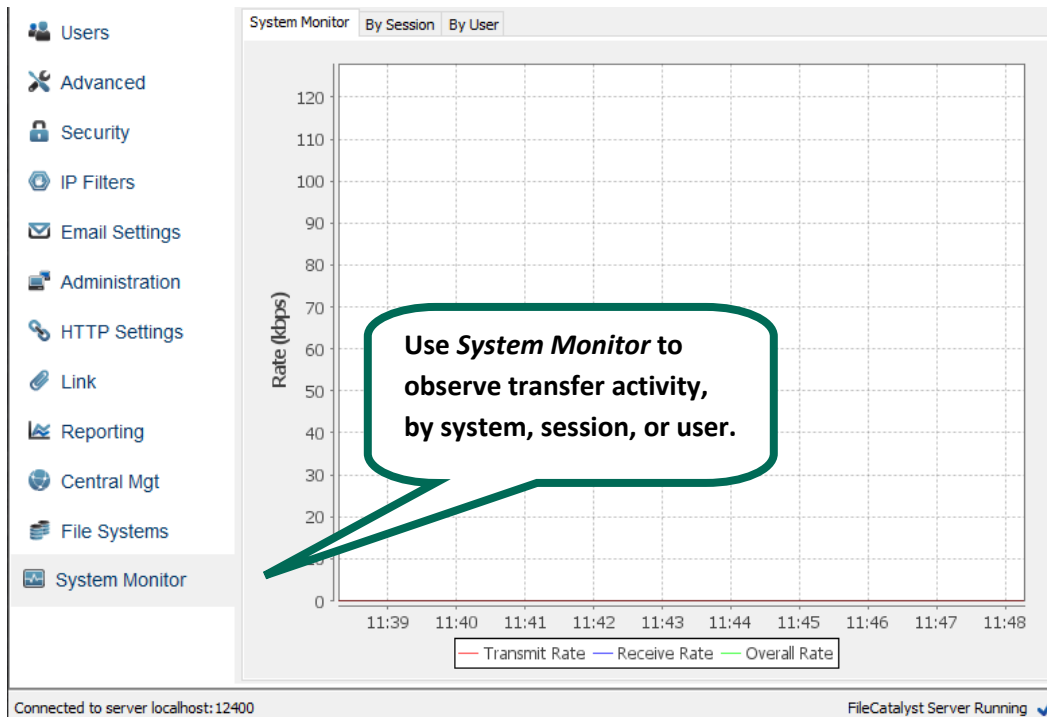 Users
Advanced
Security
IP Filters
Email Settings
Administration
HTTP Settings
Link
Reporting
Central Mgt
File Systems
System Monitor
System Monitor By Session By User
Rate (kbps)
120
110
100
90
80
70
60
50
40
30
20
10
0
11:39 11:40 11:41 11:42 11:43 11:44 11:45 11:46 11:47 11:48
Transmit Rate Receive Rate Overall Rate
Use System Monitor to
observe transfer activity,
by system, session, or user.
Connected to server localhost:12400 FileCatalyst Server Running